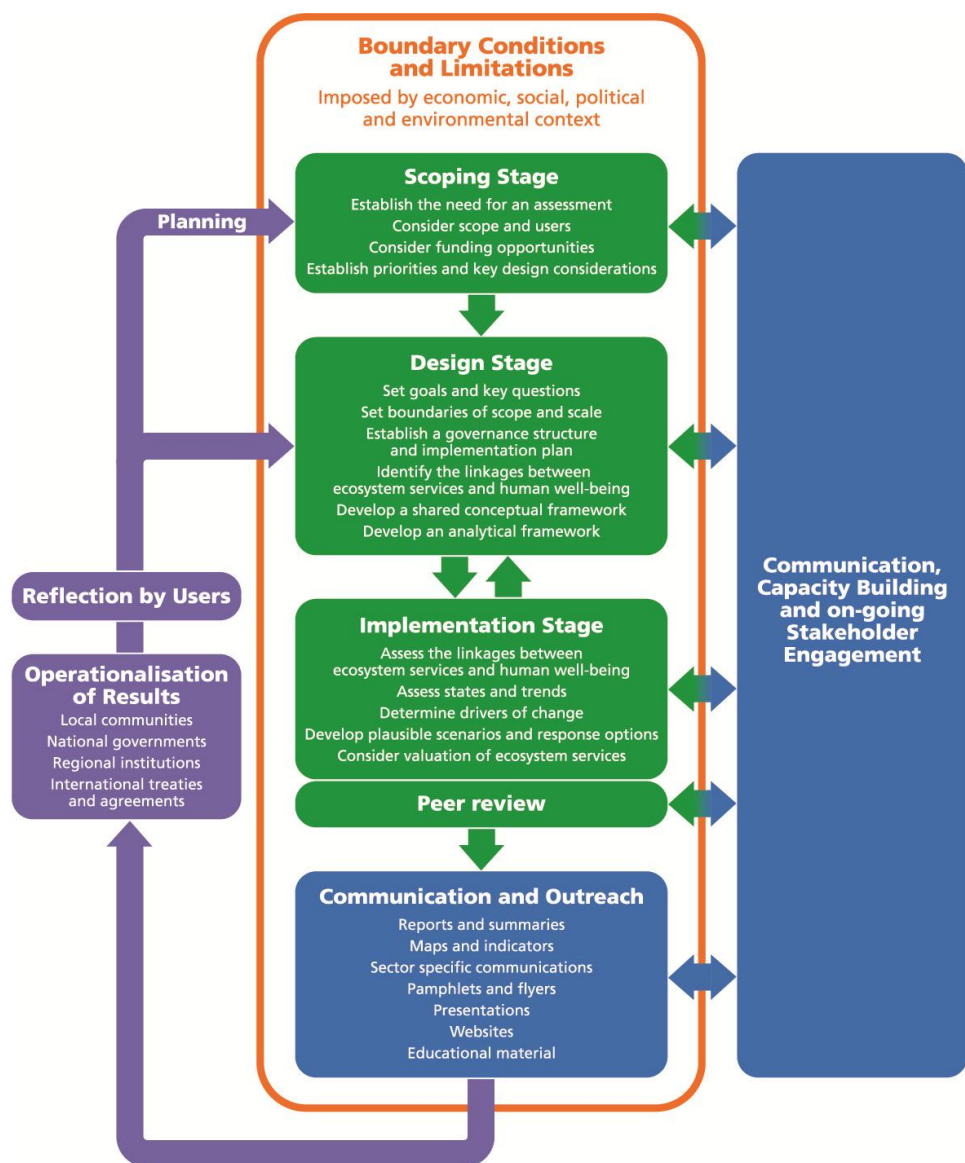 Boundary Conditions
and Limitations
Imposed by economic, social, political
and environmental context
Scoping Stage
Establish the need for an assessment
Consider scope and users
Consider funding opportunities
Establish priorities and key design considerations
Planning
Design Stage
Set goals and key questions
Set boundaries of scope and scale
Establish a governance structure
and implementation plan
Identify the linkages between
ecosystem services and human well-being
Develop a shared conceptual framework
Develop an analytical framework
Implementation Stage
Assess the linkages between
ecosystem services and human well-being
Assess states and trends
Determine drivers of change
Develop plausible scenarios and response options
Consider valuation of ecosystem services
Peer review
Communication and Outreach
Reports and summaries
Maps and indicators
Sector specific communications
Pamphlets and flyers
Presentations
Websites
Educational material
Reflection by Users
Operationalisation
of Results
Local communities
National governments
Regional institutions
International treaties
and agreements
Communication,
Capacity Building
and on-going
Stakeholder
Engagement